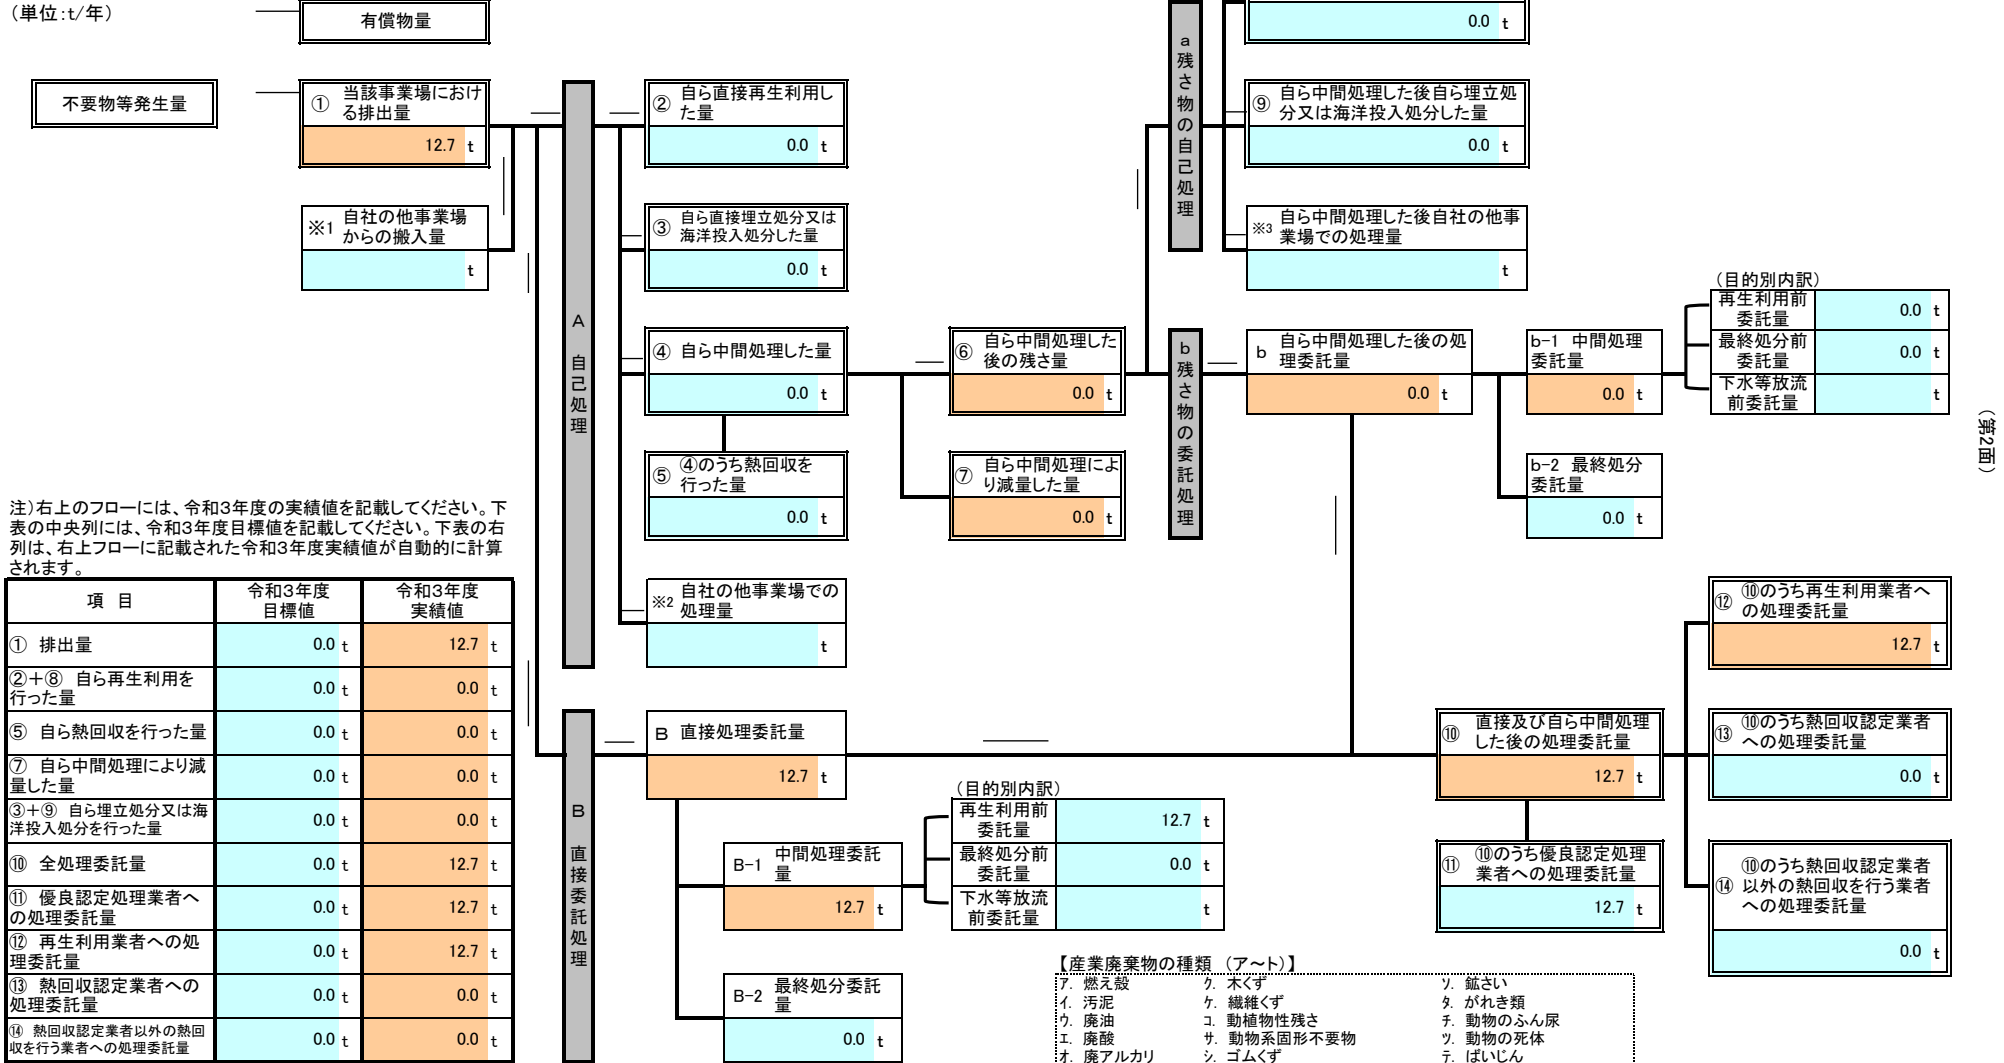 （単位:t/年）
有償物量
0.0 t
不要物等発生量
① 当該事業場におけ
る排出量
12.7 t
※1 自社の他事業場
からの搬入量
t
A 自己処理
② 自ら直接再生利用し
た量
0.0 t
③ 自ら直接埋立処分又は
海洋投入処分した量
0.0 t
④ 自ら中間処理した量
0.0 t
⑤ ④のうち熱回収を
行った量
0.0 t
※2 自社の他事業場での
処理量
t
⑥ 自ら中間処理した
後の残さ量
0.0 t
⑦ 自ら中間処理によ
り減量した量
0.0 t
a 残さ物の自己処理
⑨ 自ら中間処理した後自ら埋立処
分又は海洋投入処分した量
0.0 t
※3 自ら中間処理した後自社の他事
業場での処理量
t
b 残さ物の委託処理
b 自ら中間処理した後の処
理委託量
0.0 t
b-1 中間処理
委託量
0.0 t
b-2 最終処分
委託量
0.0 t
（目的別内訳）
再生利用前
委託量 0.0 t
最終処分前
委託量 0.0 t
下水等放流
前委託量 t
（第2面）
注）右上のフローには、令和3年度の実績値を記載してください。下
表の中央列には、令和3年度目標値を記載してください。下表の右
列は、右上フローに記載された令和3年度実績値が自動的に計算
されます。
項 目 令和3年度
目標値 令和3年度
実績値
① 排出量 0.0 t 12.7 t
②＋⑧ 自ら再生利用を
行った量 0.0 t 0.0 t
⑤ 自ら熱回収を行った量 0.0 t 0.0 t
⑦ 自ら中間処理により減
量した量 0.0 t 0.0 t
③＋⑨ 自ら埋立処分又は海
洋投入処分を行った量 0.0 t 0.0 t
⑩ 全処理委託量 0.0 t 12.7 t
⑪ 優良認定処理業者へ
の処理委託量 0.0 t 12.7 t
⑫ 再生利用業者への処
理委託量 0.0 t 12.7 t
⑬ 熱回収認定業者への
処理委託量 0.0 t 0.0 t
⑭ 熱回収認定業者以外の熱回
収を行う業者への処理委託量 0.0 t 0.0 t
B 直接委託処理
B 直接処理委託量
12.7 t
B-1 中間処理委託
量
12.7 t
B-2 最終処分委託
量
0.0 t
（目的別内訳）
再生利用前
委託量 12.7 t
最終処分前
委託量 0.0 t
下水等放流
前委託量 t
⑩ 直接及び自ら中間処理
した後の処理委託量
12.7 t
⑪ ⑩のうち優良認定処理
業者への処理委託量
12.7 t
⑫ ⑩のうち再生利用業者へ
の処理委託量
12.7 t
⑬ ⑩のうち熱回収認定業者
への処理委託量
0.0 t
⑭ ⑩のうち熱回収認定業者
以外の熱回収を行う業者
への処理委託量
0.0 t
【産業廃棄物の種類 （ア～ト）】
ア. 燃え殻 ク. 木くず ソ. 鉱さい
イ. 汚泥 ケ. 繊維くず タ. がれき類
ウ. 廃油 コ. 動植物性残さ チ. 動物のふん尿
エ. 廃酸 サ. 動物系固形不要物 ツ. 動物の死体
オ. 廃アルカリ シ. ゴムくず テ. ばいじん